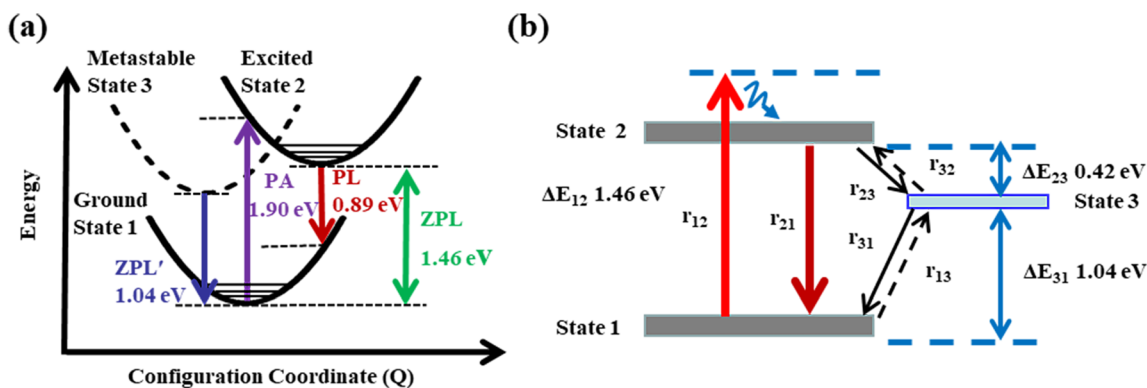 (a)
Metastable
State 3
Excited
State 2
Ground
State 1
PA
1.90 eV
PL
0.89 eV
ZPL
1.46 eV
ZPL′
1.04 eV
Energy
Configuration Coordinate (Q)
(b)
State 2
ΔE12 1.46 eV
r12
r21
r23
r32
r31
r13
ΔE23 0.42 eV
State 3
ΔE31 1.04 eV
State 1